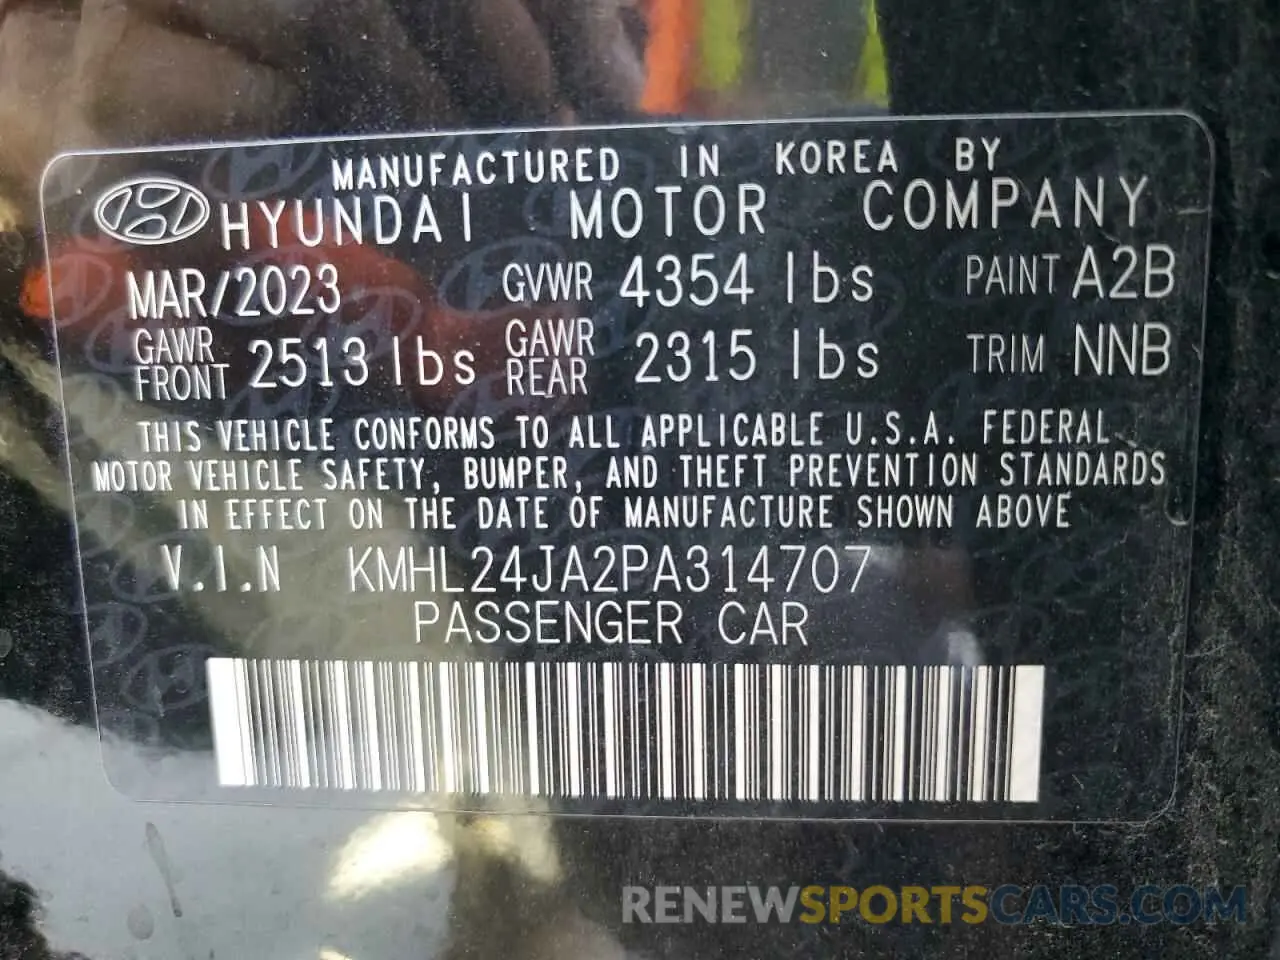 MANUFACTURED IN KOREA BY
HYUNDAI MOTOR COMPANY
MAR/2023 GVWR 4354 lbs PAINT A2B
GAWR FRONT 2513 lbs GAWR REAR 2315 lbs TRIM NNB
THIS VEHICLE CONFORMS TO ALL APPLICABLE U.S.A. FEDERAL
MOTOR VEHICLE SAFETY, BUMPER, AND THEFT PREVENTION STANDARDS
IN EFFECT ON THE DATE OF MANUFACTURE SHOWN ABOVE
V.I.N KMHL24JA2PA314707
PASSENGER CAR
RENEWSPORTSCARS.COM